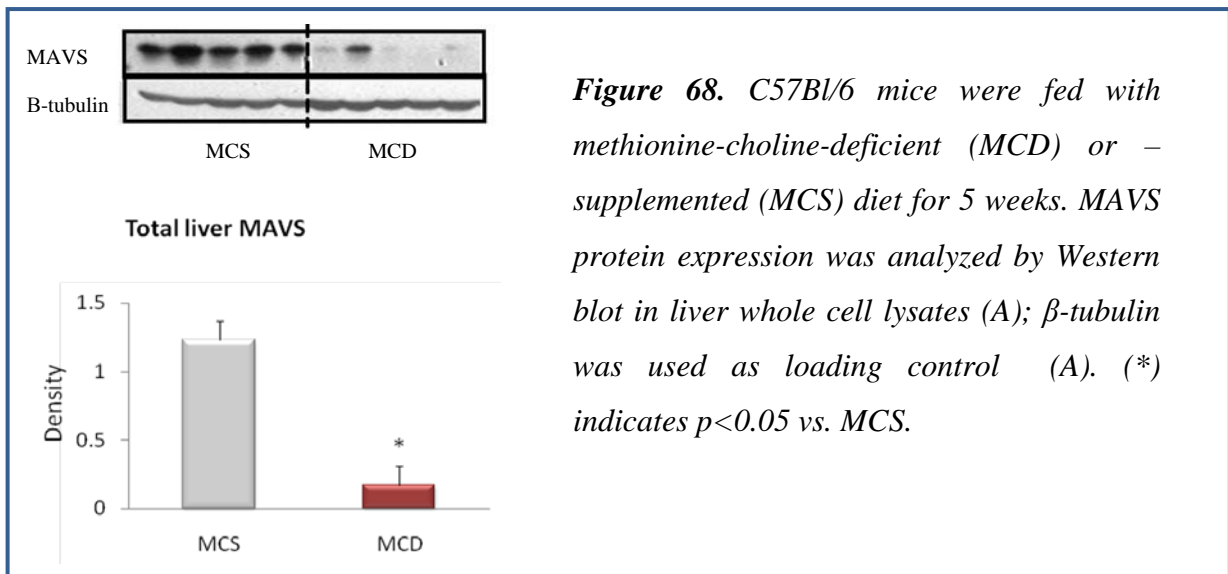 MAVS
B-tubulin
MCS MCD
Total liver MAVS
1.5
1
0.5
0
Density
*
MCS MCD
Figure 68. C57Bl/6 mice were fed with
methionine-choline-deficient (MCD) or –
supplemented (MCS) diet for 5 weeks. MAVS
protein expression was analyzed by Western
blot in liver whole cell lysates (A); β-tubulin
was used as loading control (A). (*)
indicates p<0.05 vs. MCS.